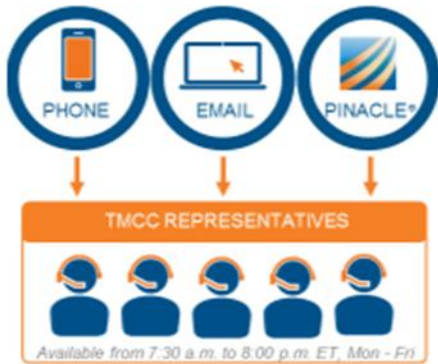 PHONE
EMAIL
PINACLE®
TMCC REPRESENTATIVES
Available from 7:30 a.m. to 8:00 p.m. ET, Mon - Fri